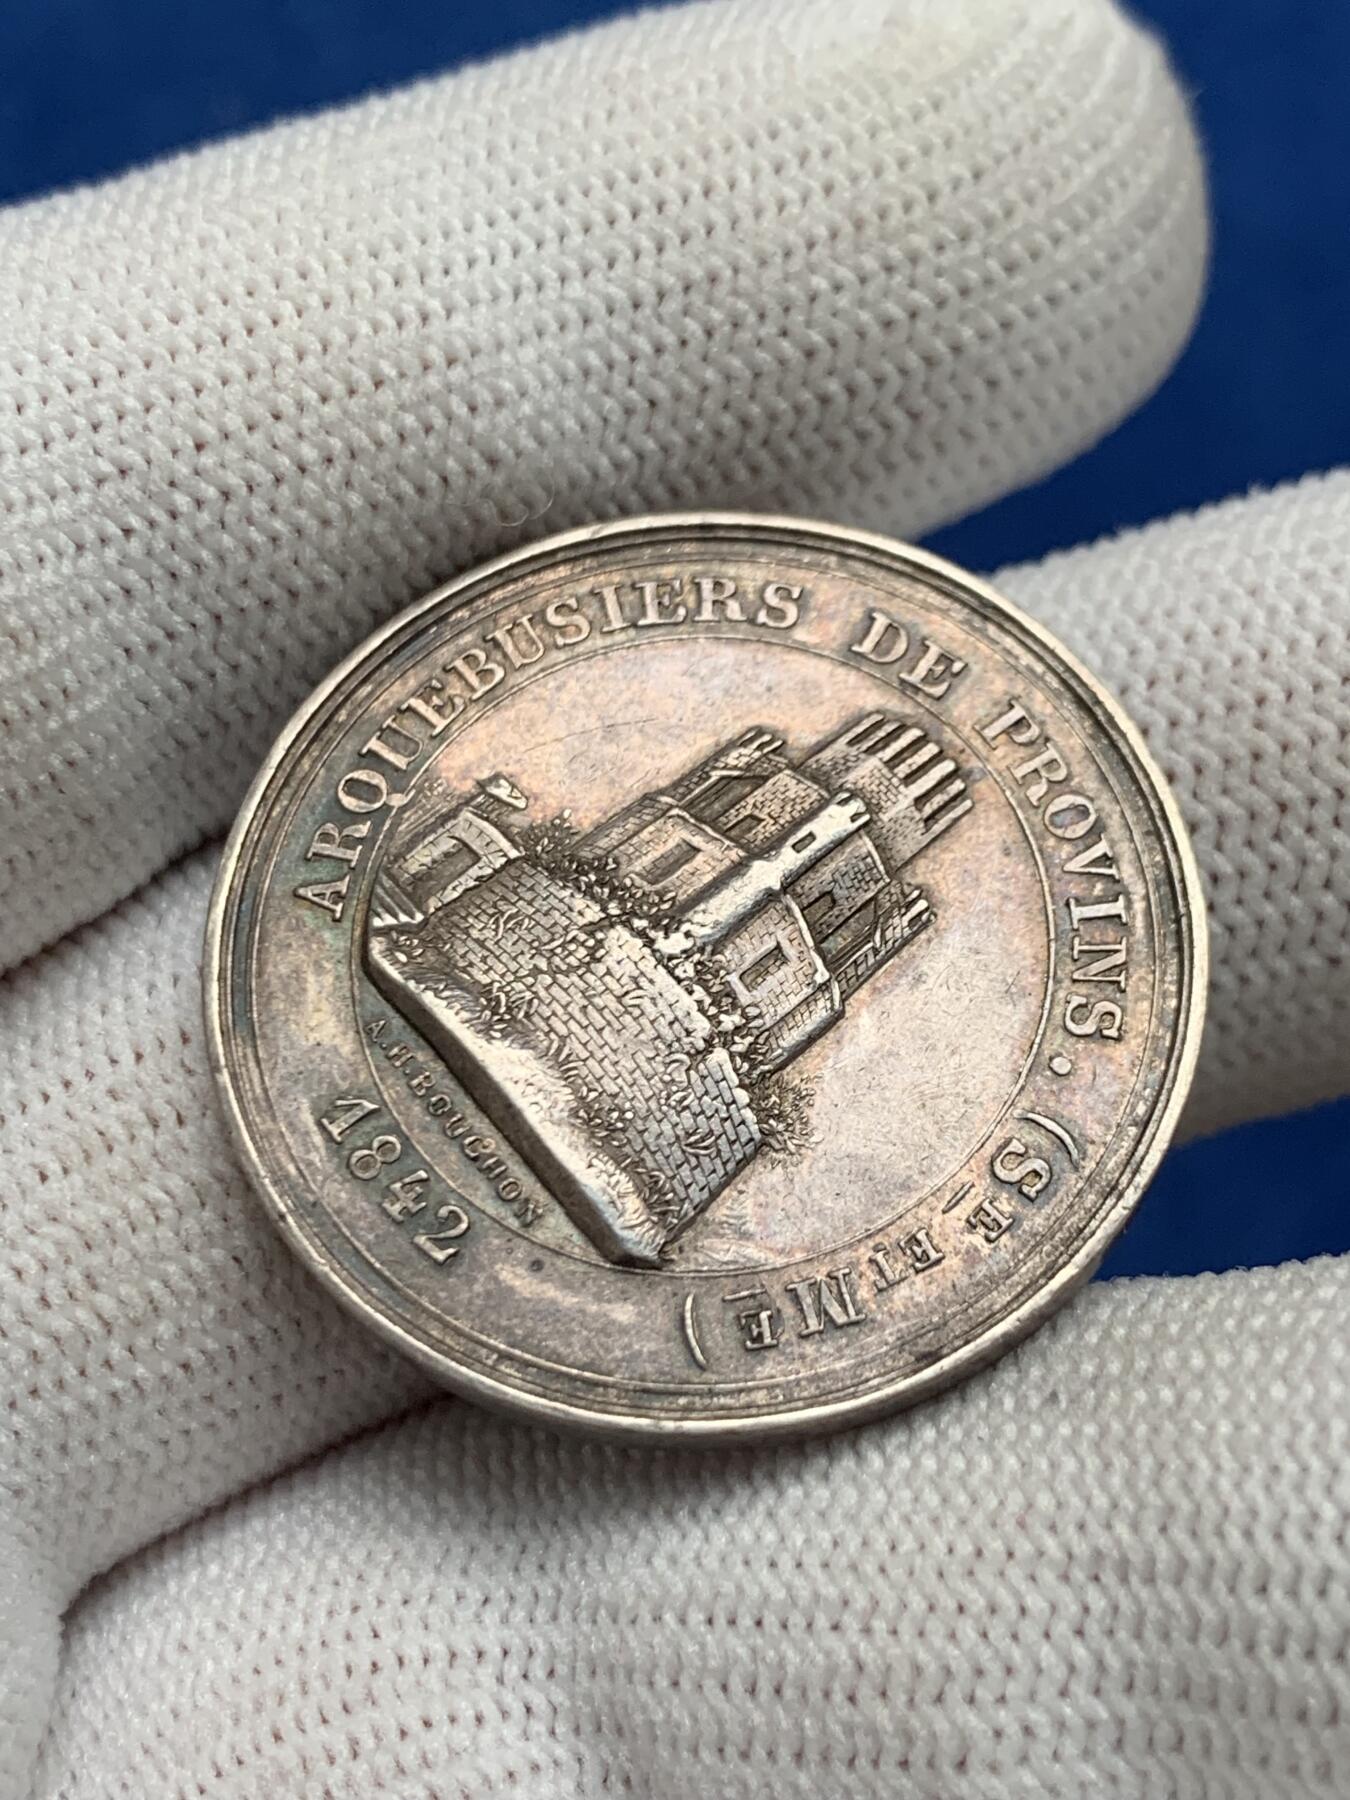 ARQUEBUSIERS DE PROVINS. (SE ET ME)
A.H.BOUCHON
1842